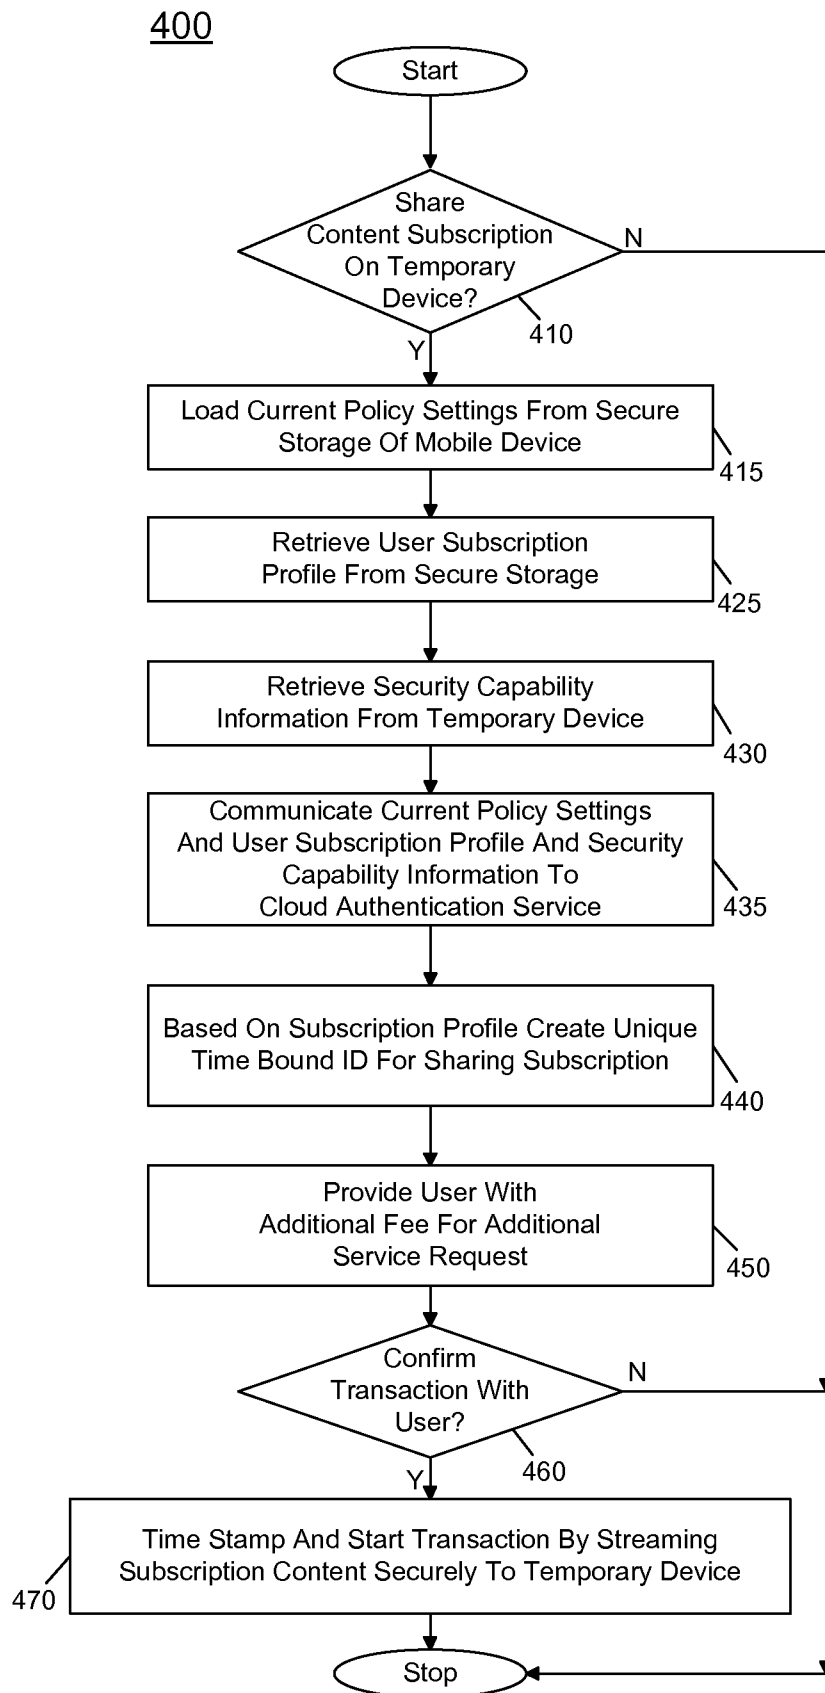 400
Start
Share
Content Subscription
On Temporary
Device?
N
410
Y
Load Current Policy Settings From Secure
Storage Of Mobile Device
415
Retrieve User Subscription
Profile From Secure Storage
425
Retrieve Security Capability
Information From Temporary Device
430
Communicate Current Policy Settings
And User Subscription Profile And Security
Capability Information To
Cloud Authentication Service
435
Based On Subscription Profile Create Unique
Time Bound ID For Sharing Subscription
440
Provide User With
Additional Fee For Additional
Service Request
450
Confirm
Transaction With
User?
N
460
Y
Time Stamp And Start Transaction By Streaming
Subscription Content Securely To Temporary Device
470
Stop